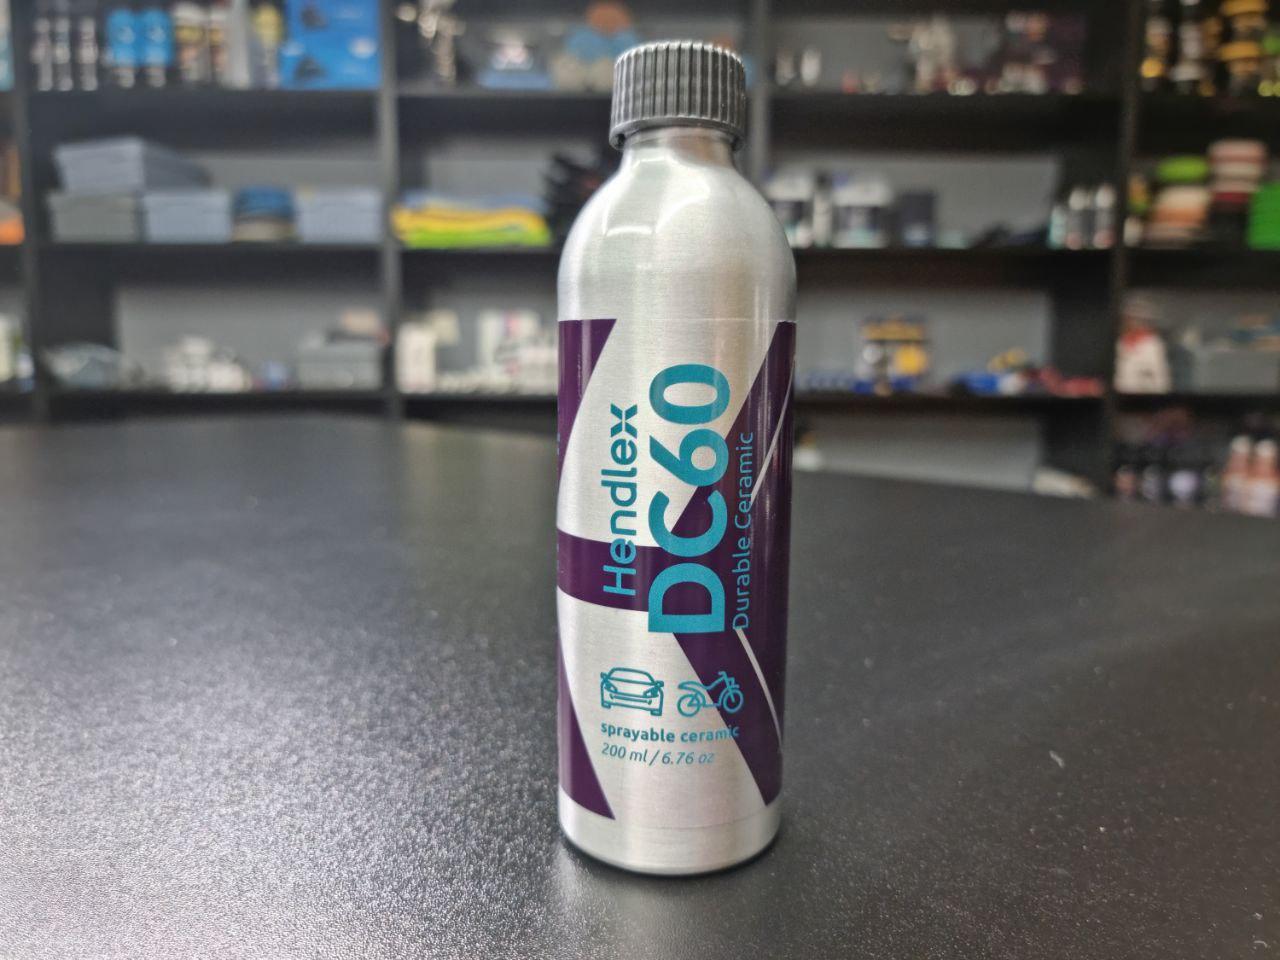 Hendlex
DC60
Durable Ceramic
sprayable ceramic
200 ml / 6.76 oz